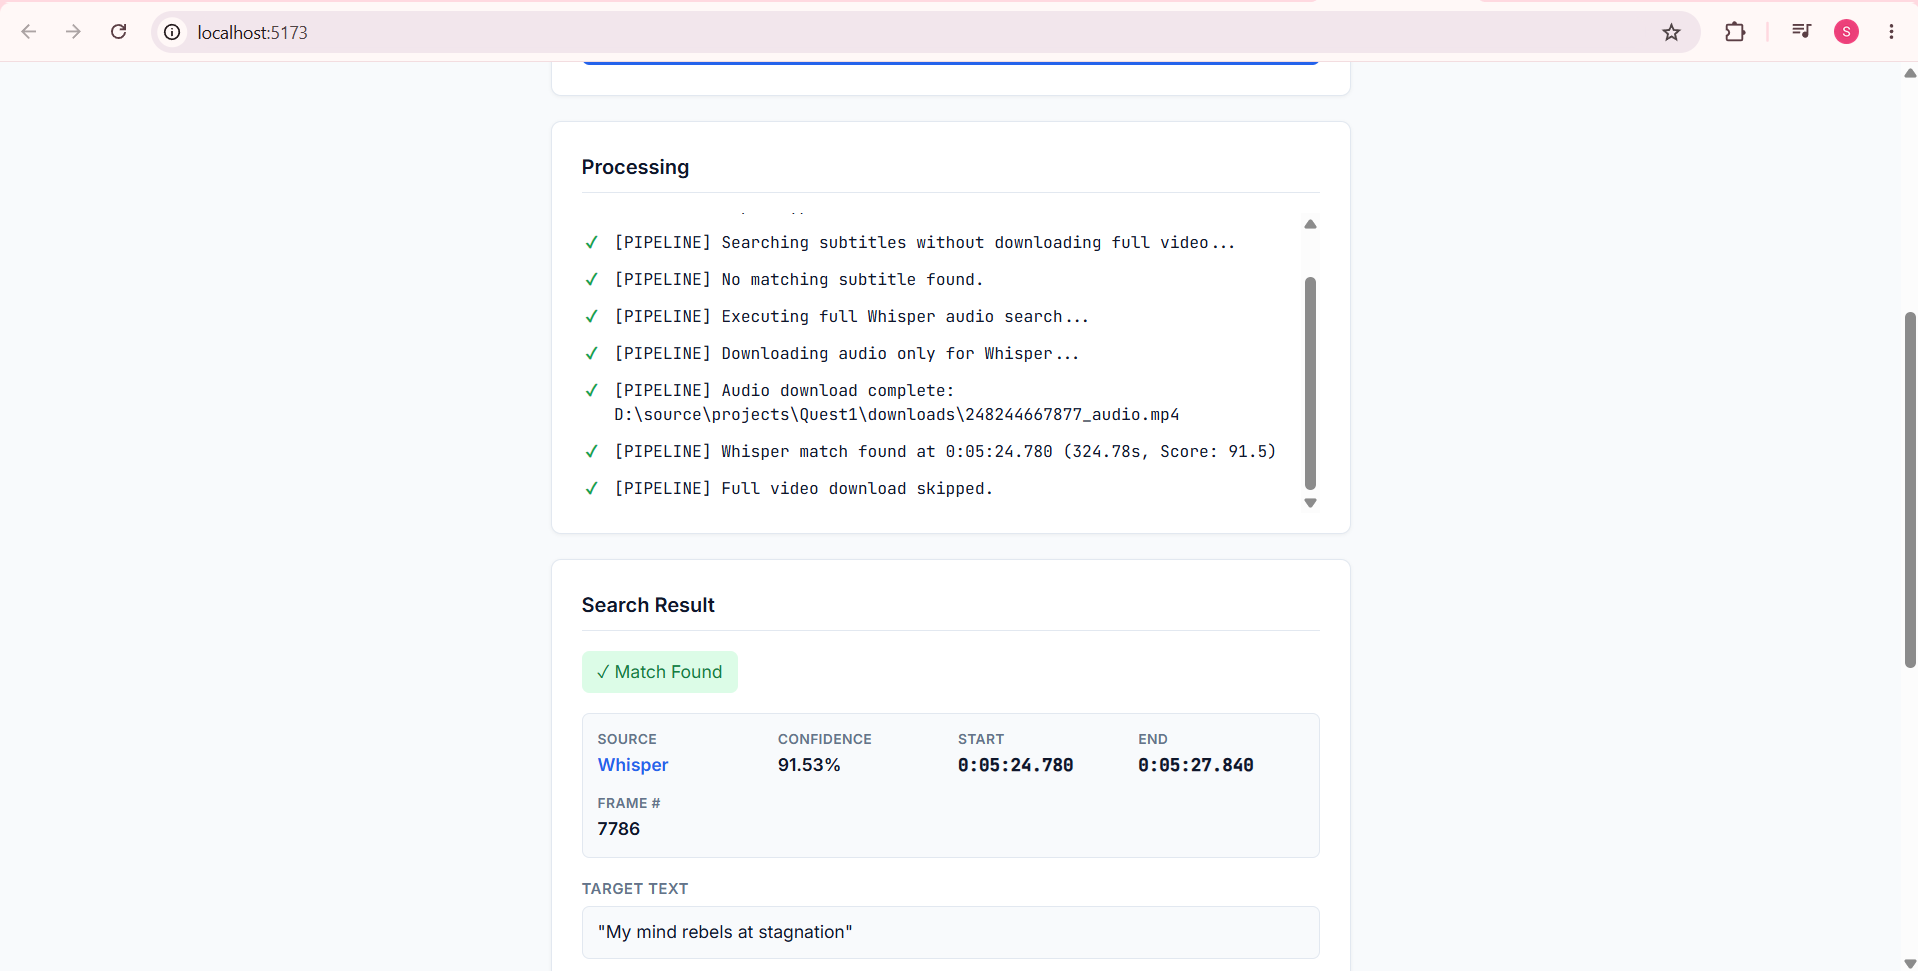 localhost:5173
S
Processing
✓ [PIPELINE] Searching subtitles without downloading full video...
✓ [PIPELINE] No matching subtitle found.
✓ [PIPELINE] Executing full Whisper audio search...
✓ [PIPELINE] Downloading audio only for Whisper...
✓ [PIPELINE] Audio download complete:
D:\source\projects\Quest1\downloads\248244667877_audio.mp4
✓ [PIPELINE] Whisper match found at 0:05:24.780 (324.78s, Score: 91.5)
✓ [PIPELINE] Full video download skipped.
Search Result
✓ Match Found
SOURCE CONFIDENCE START END
Whisper 91.53% 0:05:24.780 0:05:27.840
FRAME #
7786
TARGET TEXT
"My mind rebels at stagnation"